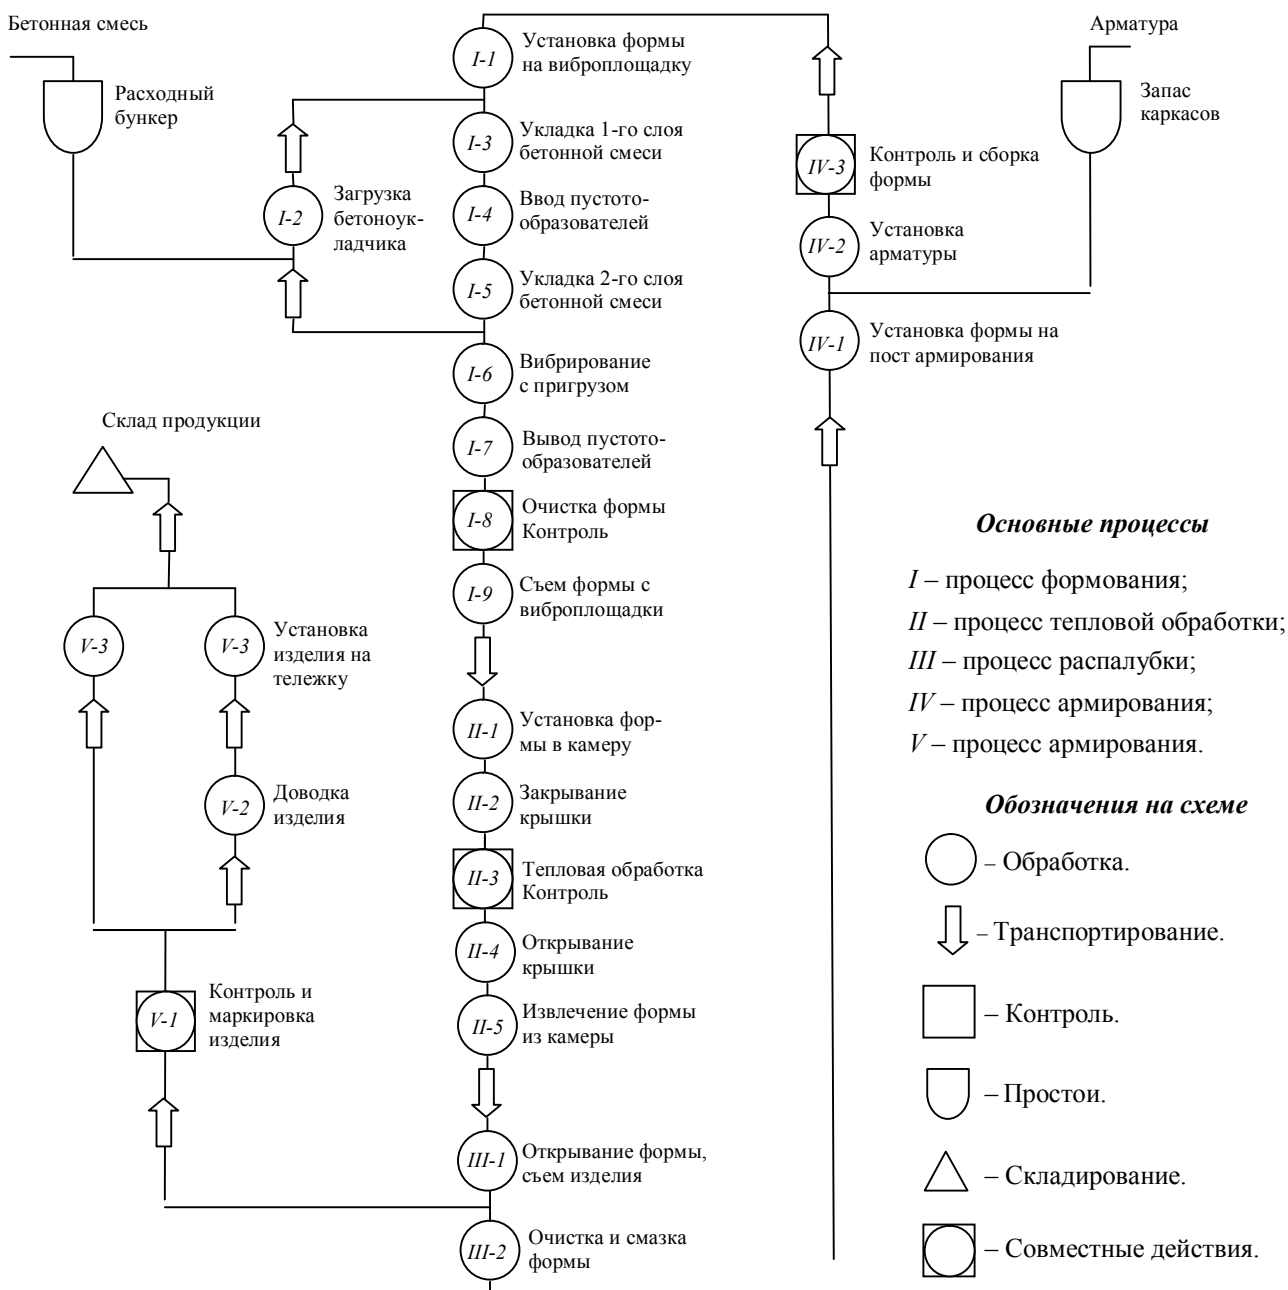 Бетонная смесь
Расходный
бункер
I-2
Загрузка
бетоноук-
ладчика
I-1
Установка формы
на виброплощадку
I-3
Укладка 1-го слоя
бетонной смеси
I-4
Ввод пустото-
образователей
I-5
Укладка 2-го слоя
бетонной смеси
I-6
Вибрирование
с пригрузом
I-7
Вывод пустото-
образователей
I-8
Очистка формы
Контроль
I-9
Съем формы с
виброплощадки
II-1
Установка фор-
мы в камеру
II-2
Закрывание
крышки
II-3
Тепловая обработка
Контроль
II-4
Открывание
крышки
II-5
Извлечение формы
из камеры
III-1
Открывание формы,
съем изделия
III-2
Очистка и смазка
формы
Арматура
Запас
каркасов
IV-3
Контроль и сборка
формы
IV-2
Установка
арматуры
IV-1
Установка формы на
пост армирования
Склад продукции
V-3
V-3
Установка
изделия на
тележку
V-2
Доводка
изделия
V-1
Контроль и
маркировка
изделия
Основные процессы
I – процесс формования;
II – процесс тепловой обработки;
III – процесс распалубки;
IV – процесс армирования;
V – процесс армирования.
Обозначения на схеме
– Обработка.
– Транспортирование.
– Контроль.
– Простои.
– Складирование.
– Совместные действия.